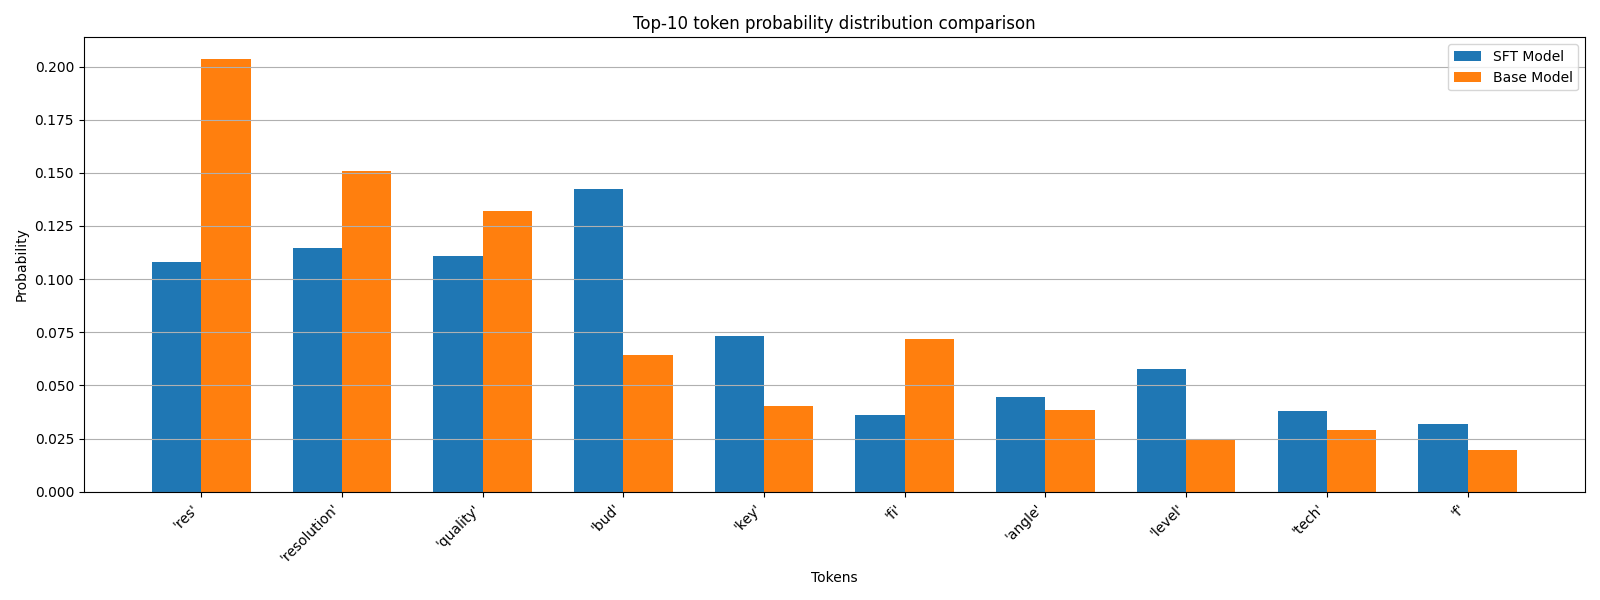 Top-10 token probability distribution comparison
SFT Model
Base Model
Probability
0.200
0.175
0.150
0.125
0.100
0.075
0.050
0.025
0.000
'res'
'resolution'
'quality'
'bud'
'key'
'fi'
'angle'
'level'
'tech'
'f'
Tokens